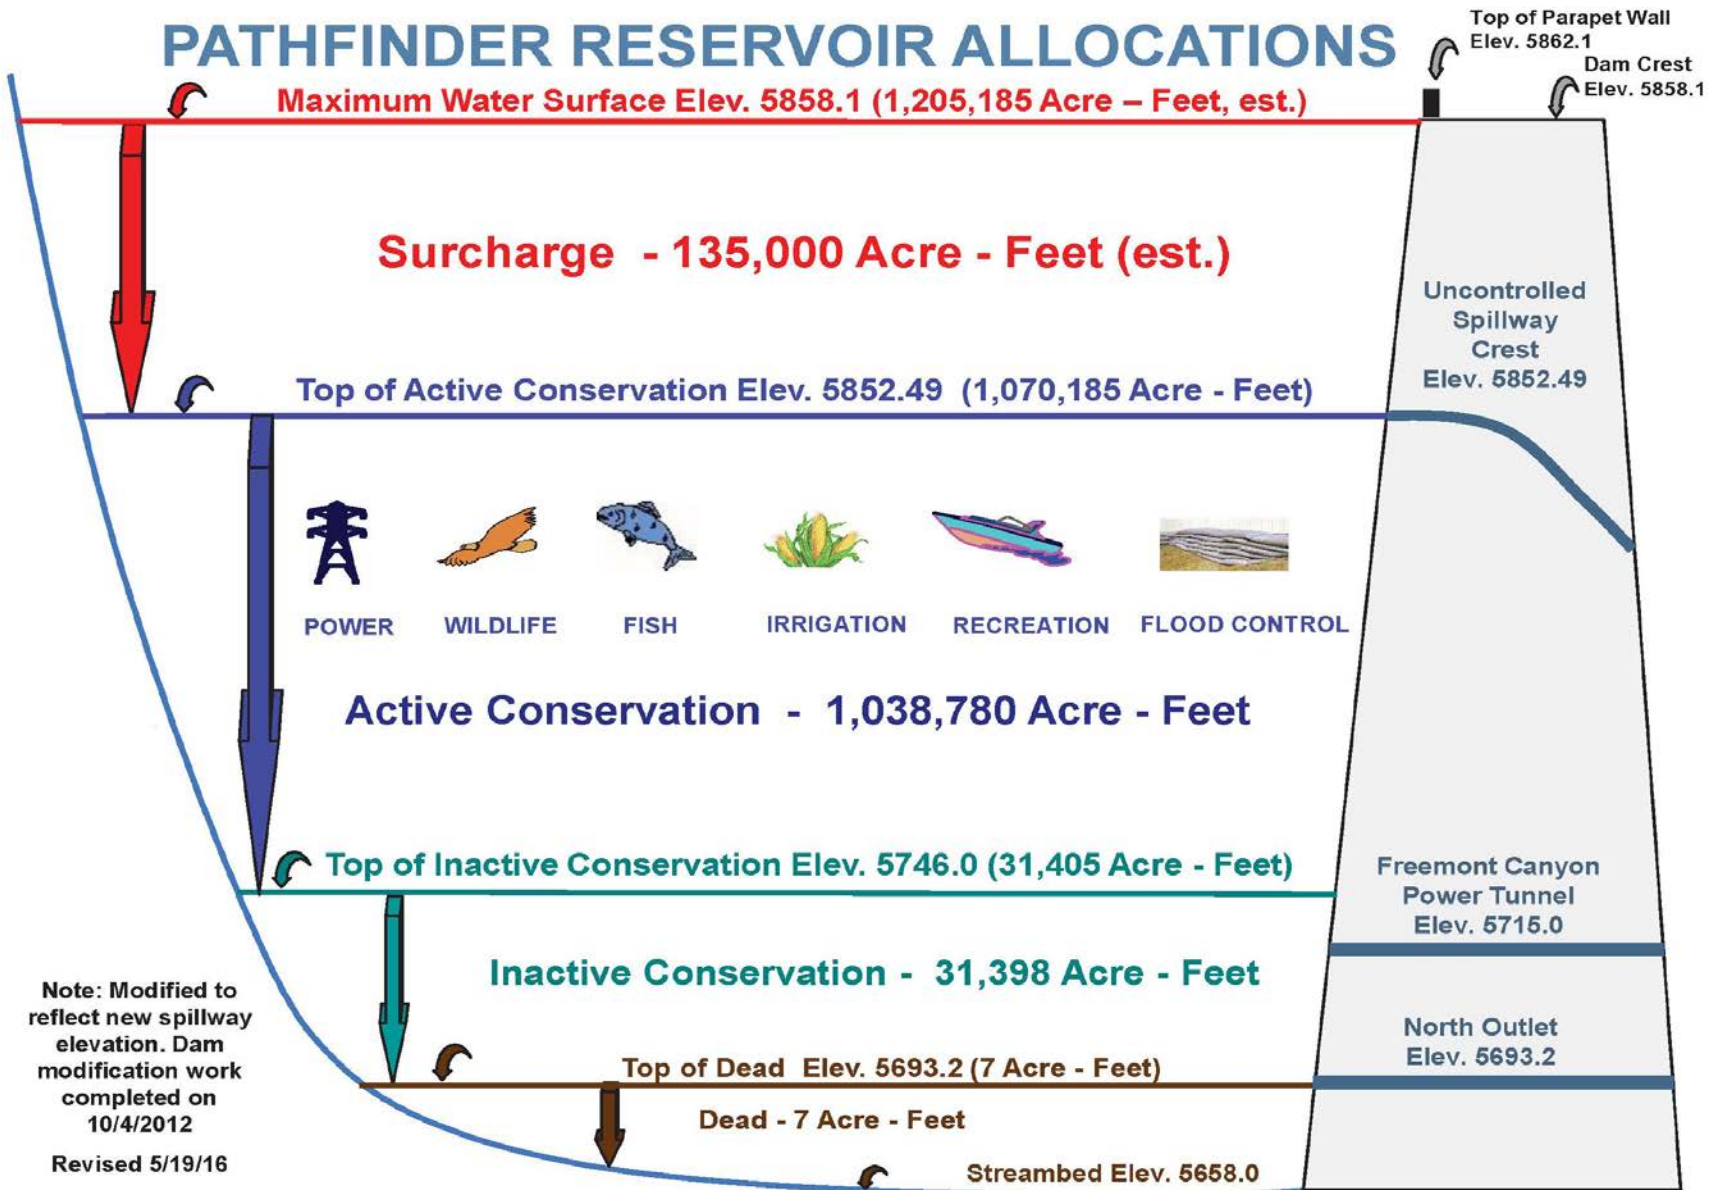 PATHFINDER RESERVOIR ALLOCATIONS
Top of Parapet Wall
Elev. 5862.1
Dam Crest
Elev. 5858.1
Maximum Water Surface Elev. 5858.1 (1,205,185 Acre – Feet, est.)
Surcharge - 135,000 Acre - Feet (est.)
Uncontrolled
Spillway
Crest
Elev. 5852.49
Top of Active Conservation Elev. 5852.49 (1,070,185 Acre - Feet)
POWER WILDLIFE FISH IRRIGATION RECREATION FLOOD CONTROL
Active Conservation - 1,038,780 Acre - Feet
Top of Inactive Conservation Elev. 5746.0 (31,405 Acre - Feet)
Freemont Canyon
Power Tunnel
Elev. 5715.0
Inactive Conservation - 31,398 Acre - Feet
Note: Modified to
reflect new spillway
elevation. Dam
modification work
completed on
10/4/2012
Revised 5/19/16
North Outlet
Elev. 5693.2
Top of Dead Elev. 5693.2 (7 Acre - Feet)
Dead - 7 Acre - Feet
Streambed Elev. 5658.0